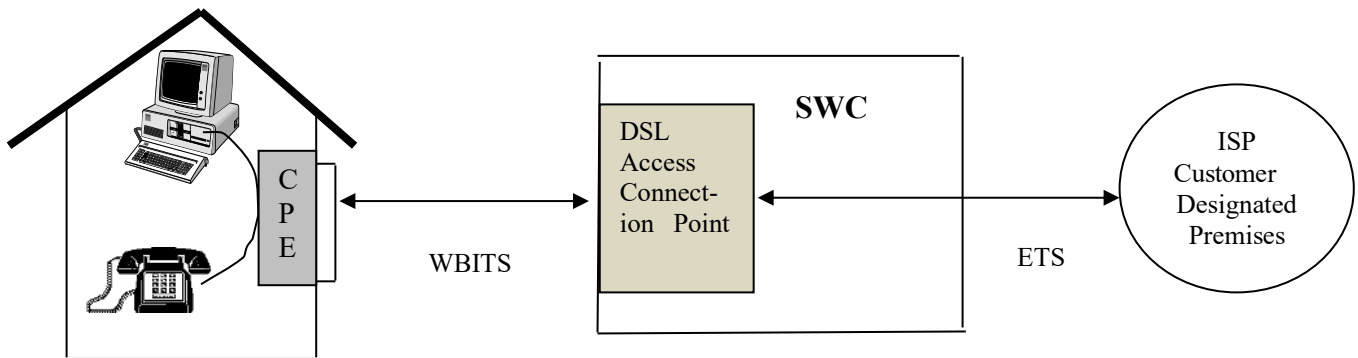 C
P
E
WBITS
DSL
Access
Connect-
ion Point
SWC
ETS
ISP
Customer
Designated
Premises